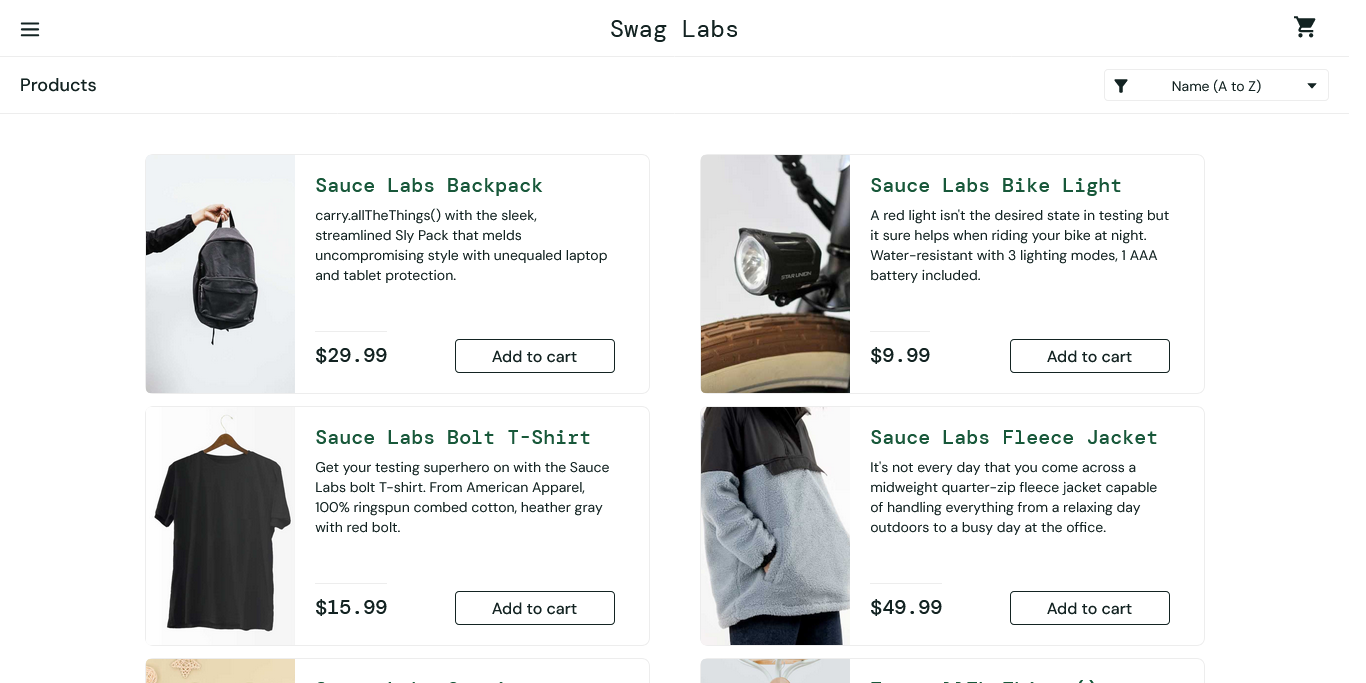 Swag Labs
Products
Name (A to Z)
Sauce Labs Backpack
carry.allTheThings() with the sleek,
streamlined Sly Pack that melds
uncompromising style with unequaled laptop
and tablet protection.
$29.99
Add to cart
Sauce Labs Bike Light
A red light isn't the desired state in testing but
it sure helps when riding your bike at night.
Water-resistant with 3 lighting modes, 1 AAA
battery included.
STAR UNION
$9.99
Add to cart
Sauce Labs Bolt T-Shirt
Get your testing superhero on with the Sauce
Labs bolt T-shirt. From American Apparel,
100% ringspun combed cotton, heather gray
with red bolt.
$15.99
Add to cart
Sauce Labs Fleece Jacket
It's not every day that you come across a
midweight quarter-zip fleece jacket capable
of handling everything from a relaxing day
outdoors to a busy day at the office.
$49.99
Add to cart